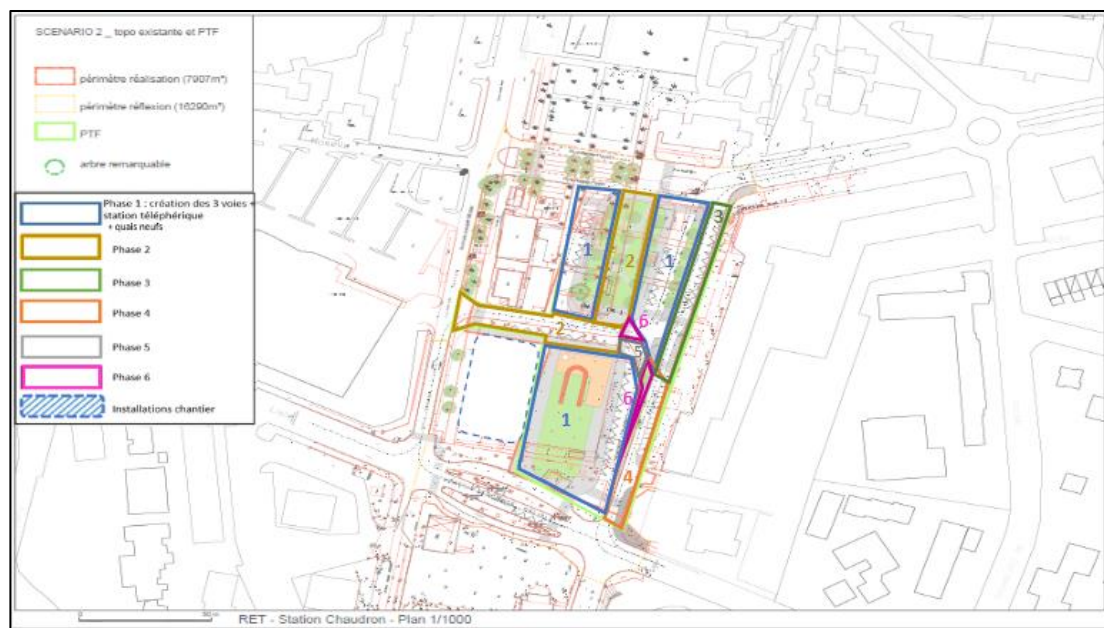 SCENARIO 2 _ topo existante et PTF
périmètre réalisation (7907m²)
périmètre réflexion (16290m²)
PTF
arbre remarquable
Phase 1 : création des 3 voies +
station téléphérique
+ quais neufs
Phase 2
Phase 3
Phase 4
Phase 5
Phase 6
Installations chantier
3
1
2
1
6
2
5
6
1
4
RET - Station Chaudron - Plan 1/1000